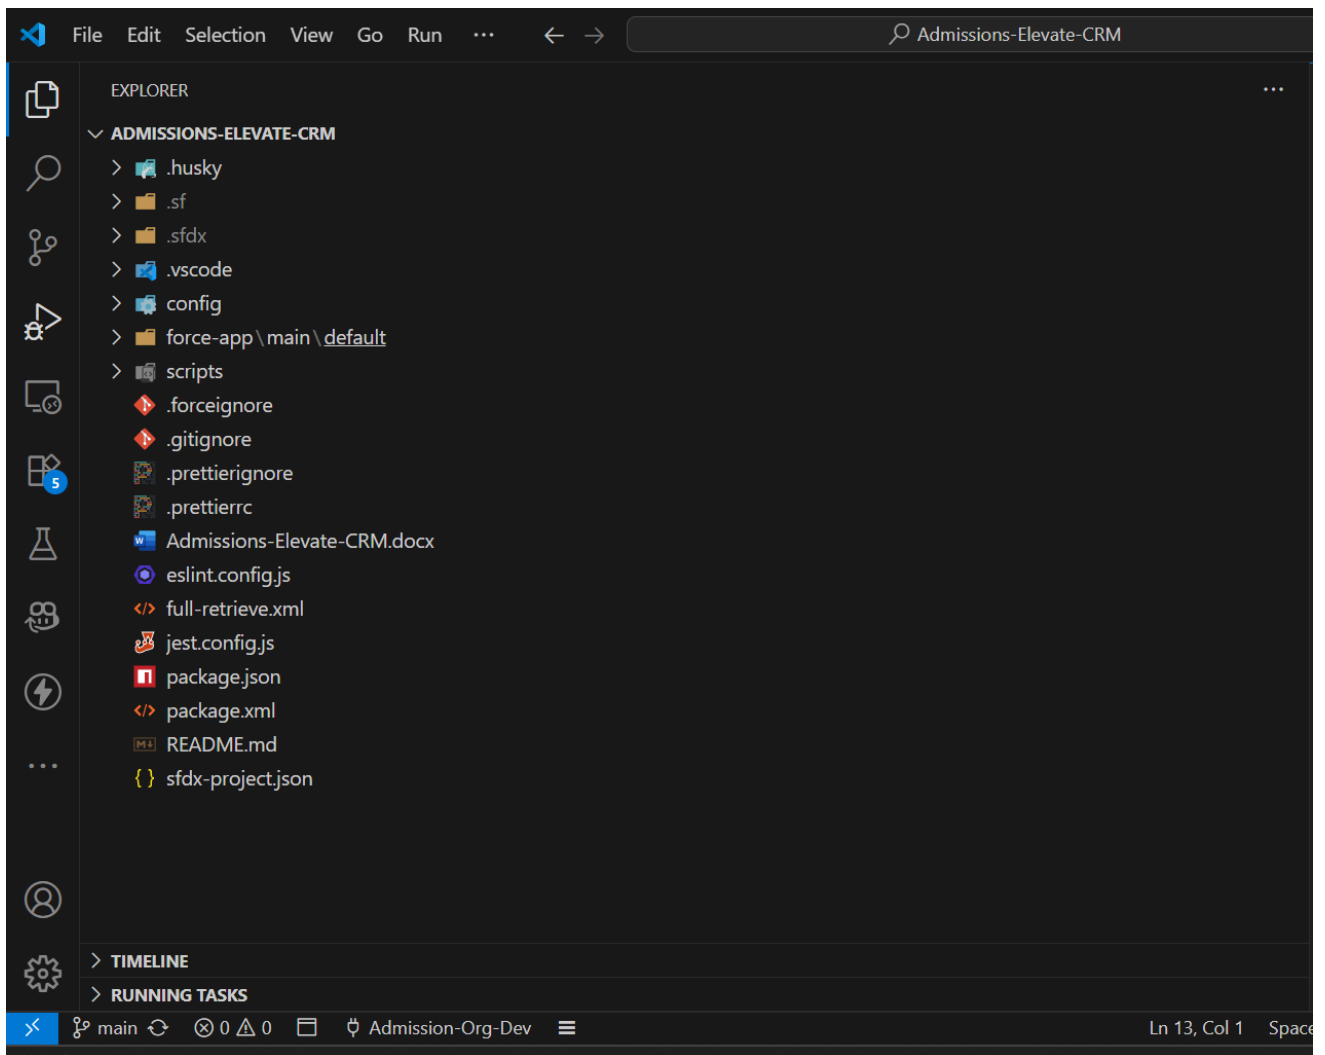 File Edit Selection View Go Run ··· Admissions-Elevate-CRM
EXPLORER ···
ADMISSIONS-ELEVATE-CRM
.husky
.sf
.sfdx
.vscode
config
force-app\main\default
scripts
.forceignore
.gitignore
.prettierignore
.prettierrc
Admissions-Elevate-CRM.docx
eslint.config.js
full-retrieve.xml
jest.config.js
package.json
package.xml
README.md
{} sfdx-project.json
5
TIMELINE
RUNNING TASKS
main 0 0 Admission-Org-Dev Ln 13, Col 1 Space